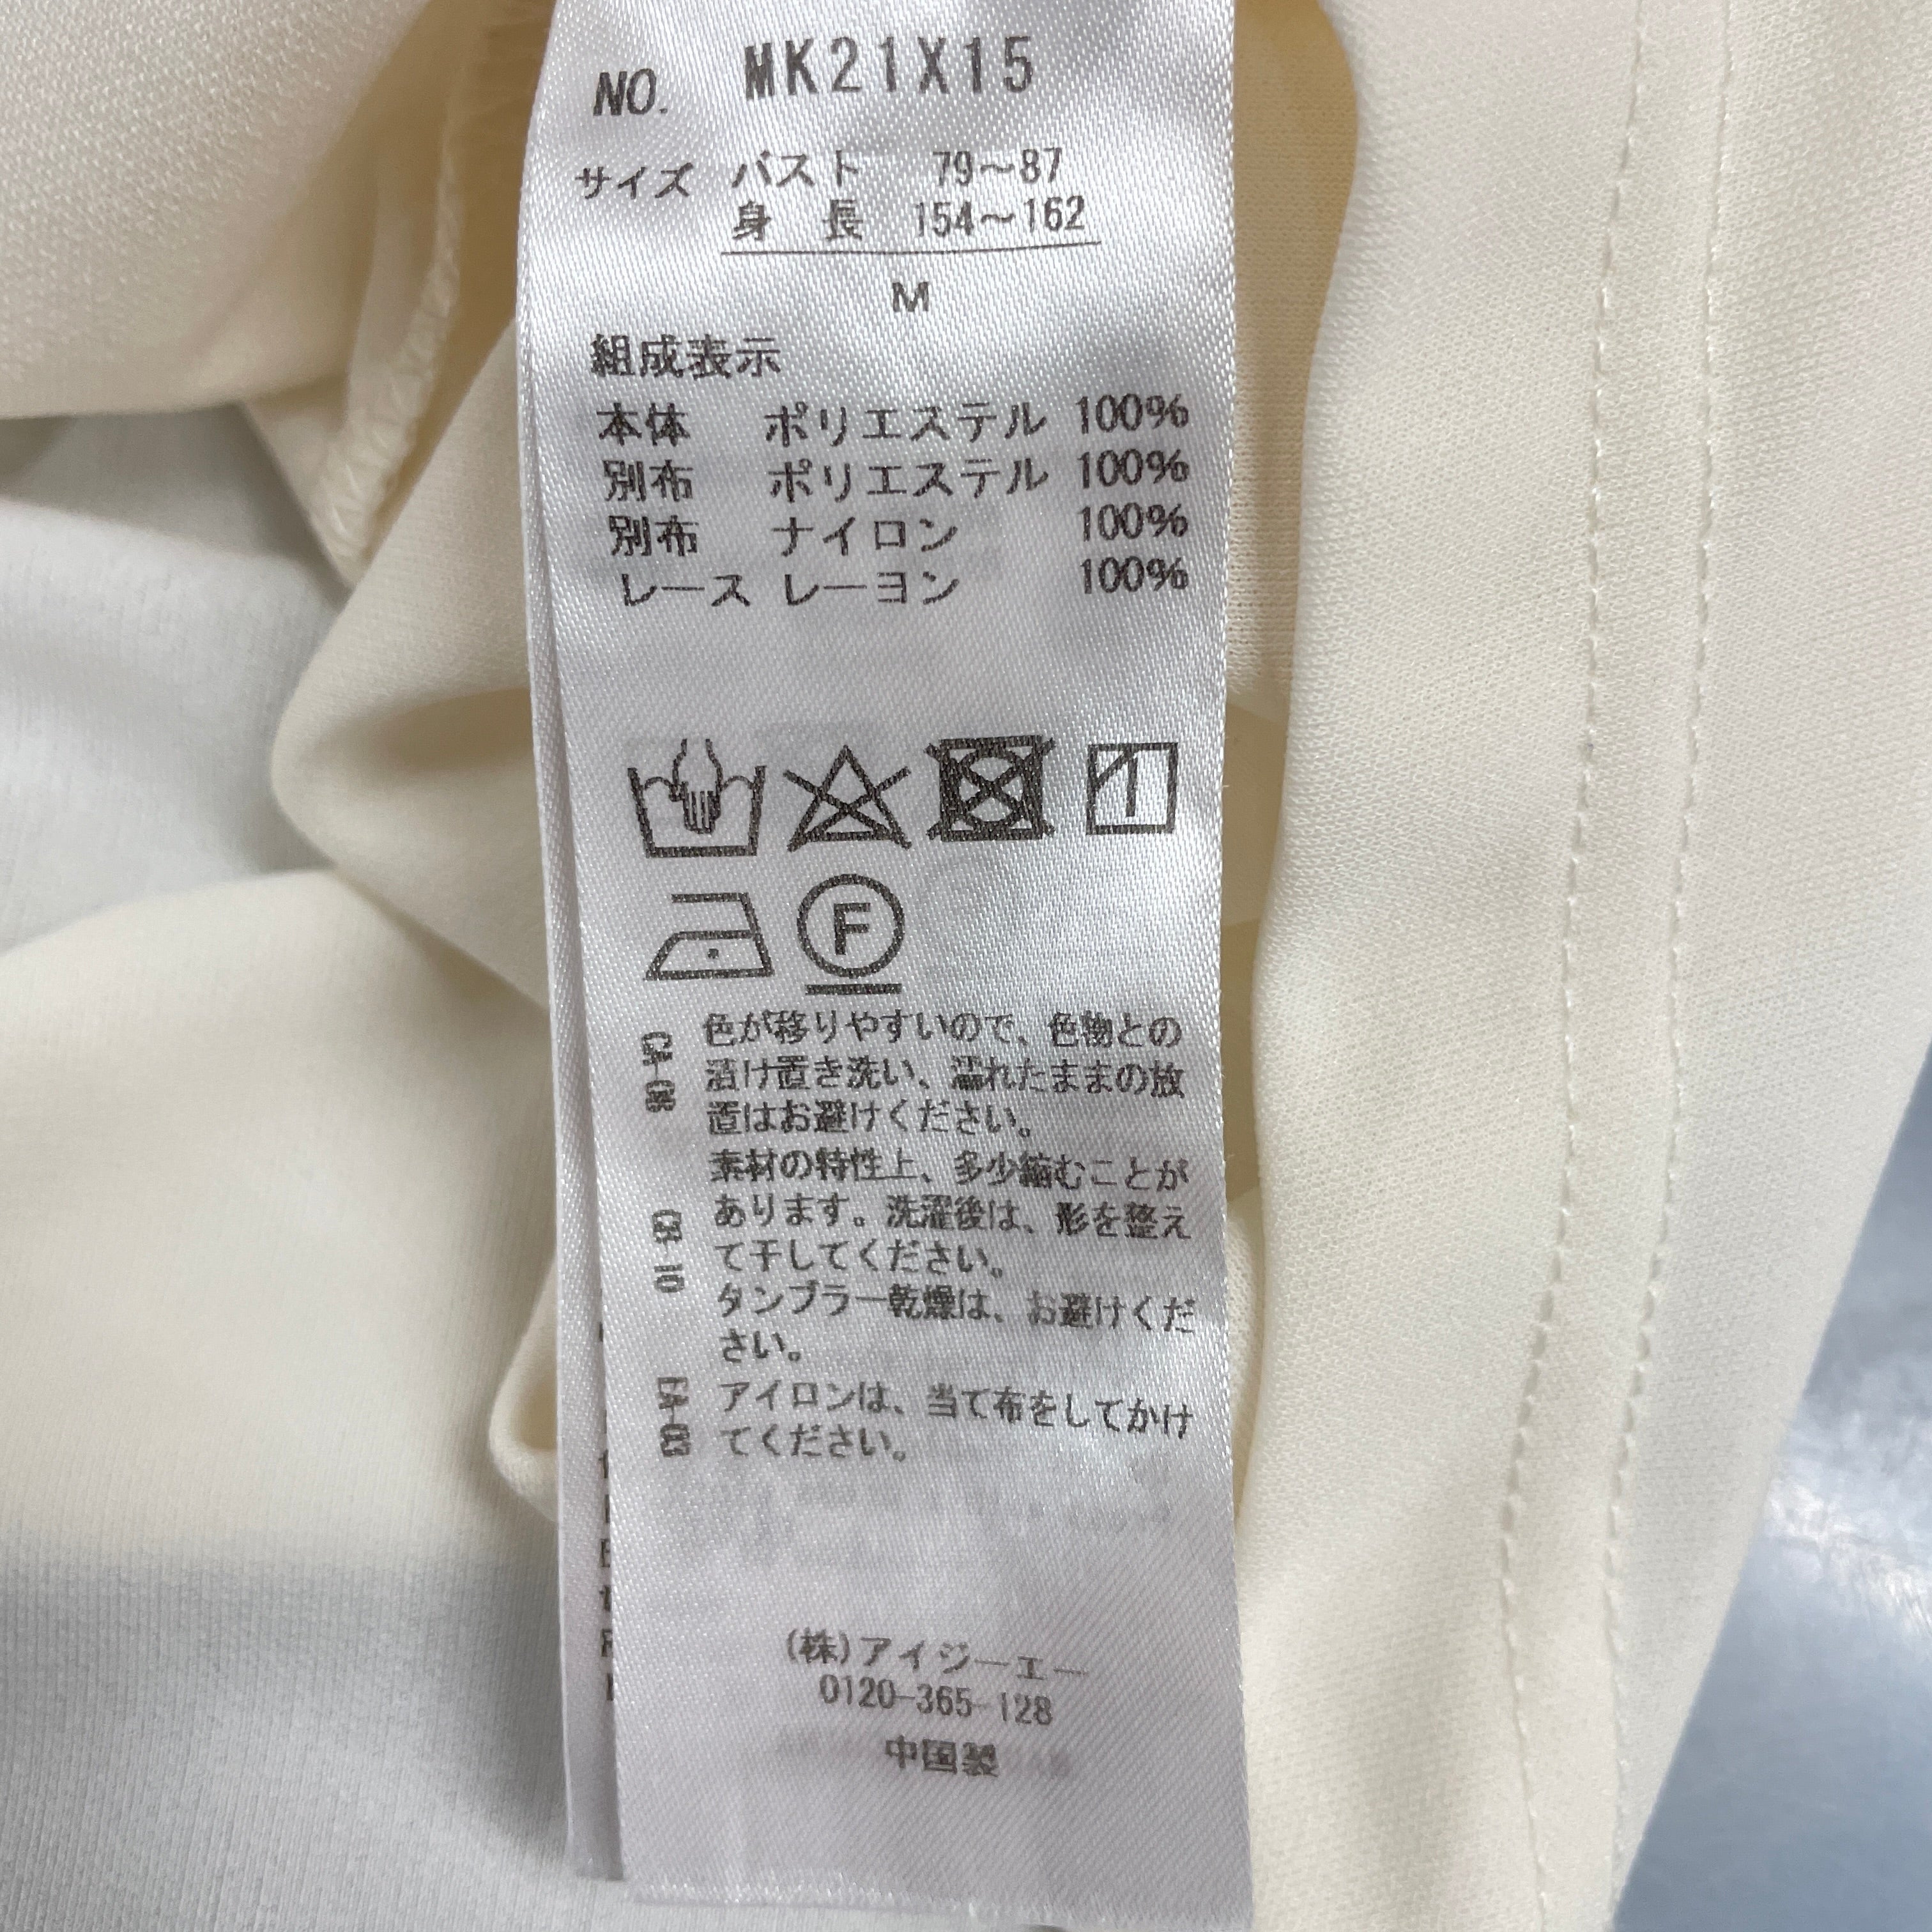 NO. MK21X15
サイズ バスト 79～87
身 長 154～162
M
組成表示
本体 ポリエステル 100%
別布 ポリエステル 100%
別布 ナイロン 100%
レース レーヨン 100%
F
CA-08
色が移りやすいので、色物との
漬け置き洗い、濡れたままの放
置はお避けください。
素材の特性上、多少縮むことが
CB-10
あります。洗濯後は、形を整え
て干してください。
タンブラー乾燥は、お避けくだ
さい。
EA-03
アイロンは、当て布をしてかけ
てください。
(株)アイジーエー
0120-365-128
中国製